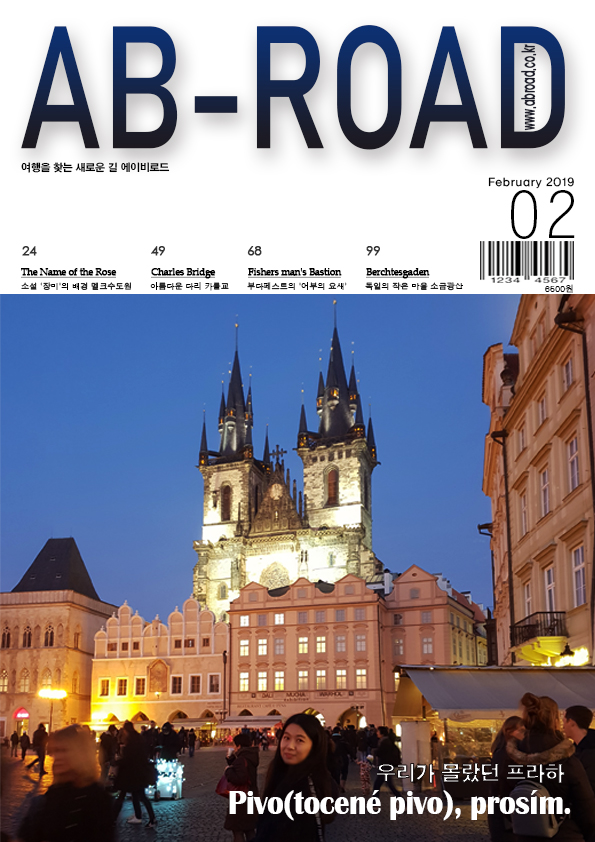 AB-ROAD
www.abroad.co.kr
여행을 찾는 새로운 길 에이비로드
February 2019
02
24
The Name of the Rose
소설 '장미'의 배경 멜크수도원
49
Charles Bridge
아름다운 다리 카를교
68
Fishers man's Bastion
부다페스트의 '어부의 요새'
99
Berchtesgaden
독일의 작은 마을 소금광산
1234 4567
6500원
DALI MUCHA WARHOL
우리가 몰랐던 프라하
Pivo(tocené pivo), prosím.